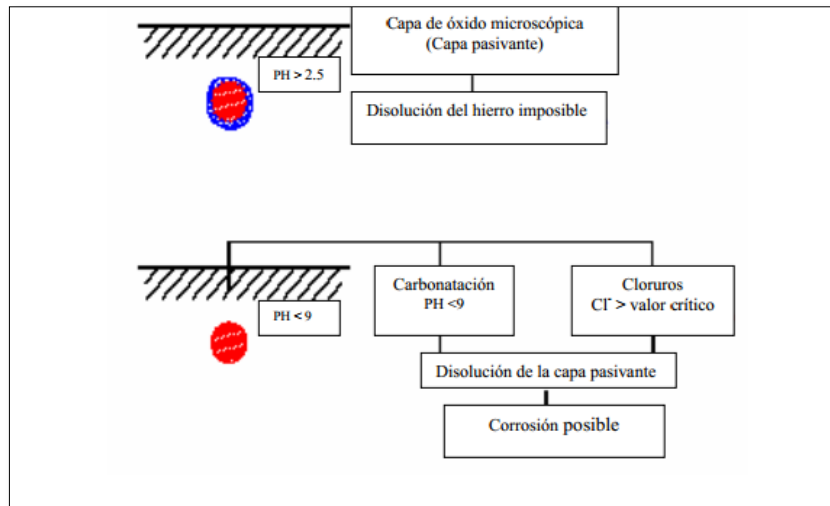 Capa de óxido microscópica
(Capa pasivante)
PH > 2.5
Disolución del hierro imposible
Carbonatación
PH <9
Cloruros
Cl⁻ > valor crítico
PH < 9
Disolución de la capa pasivante
Corrosión posible